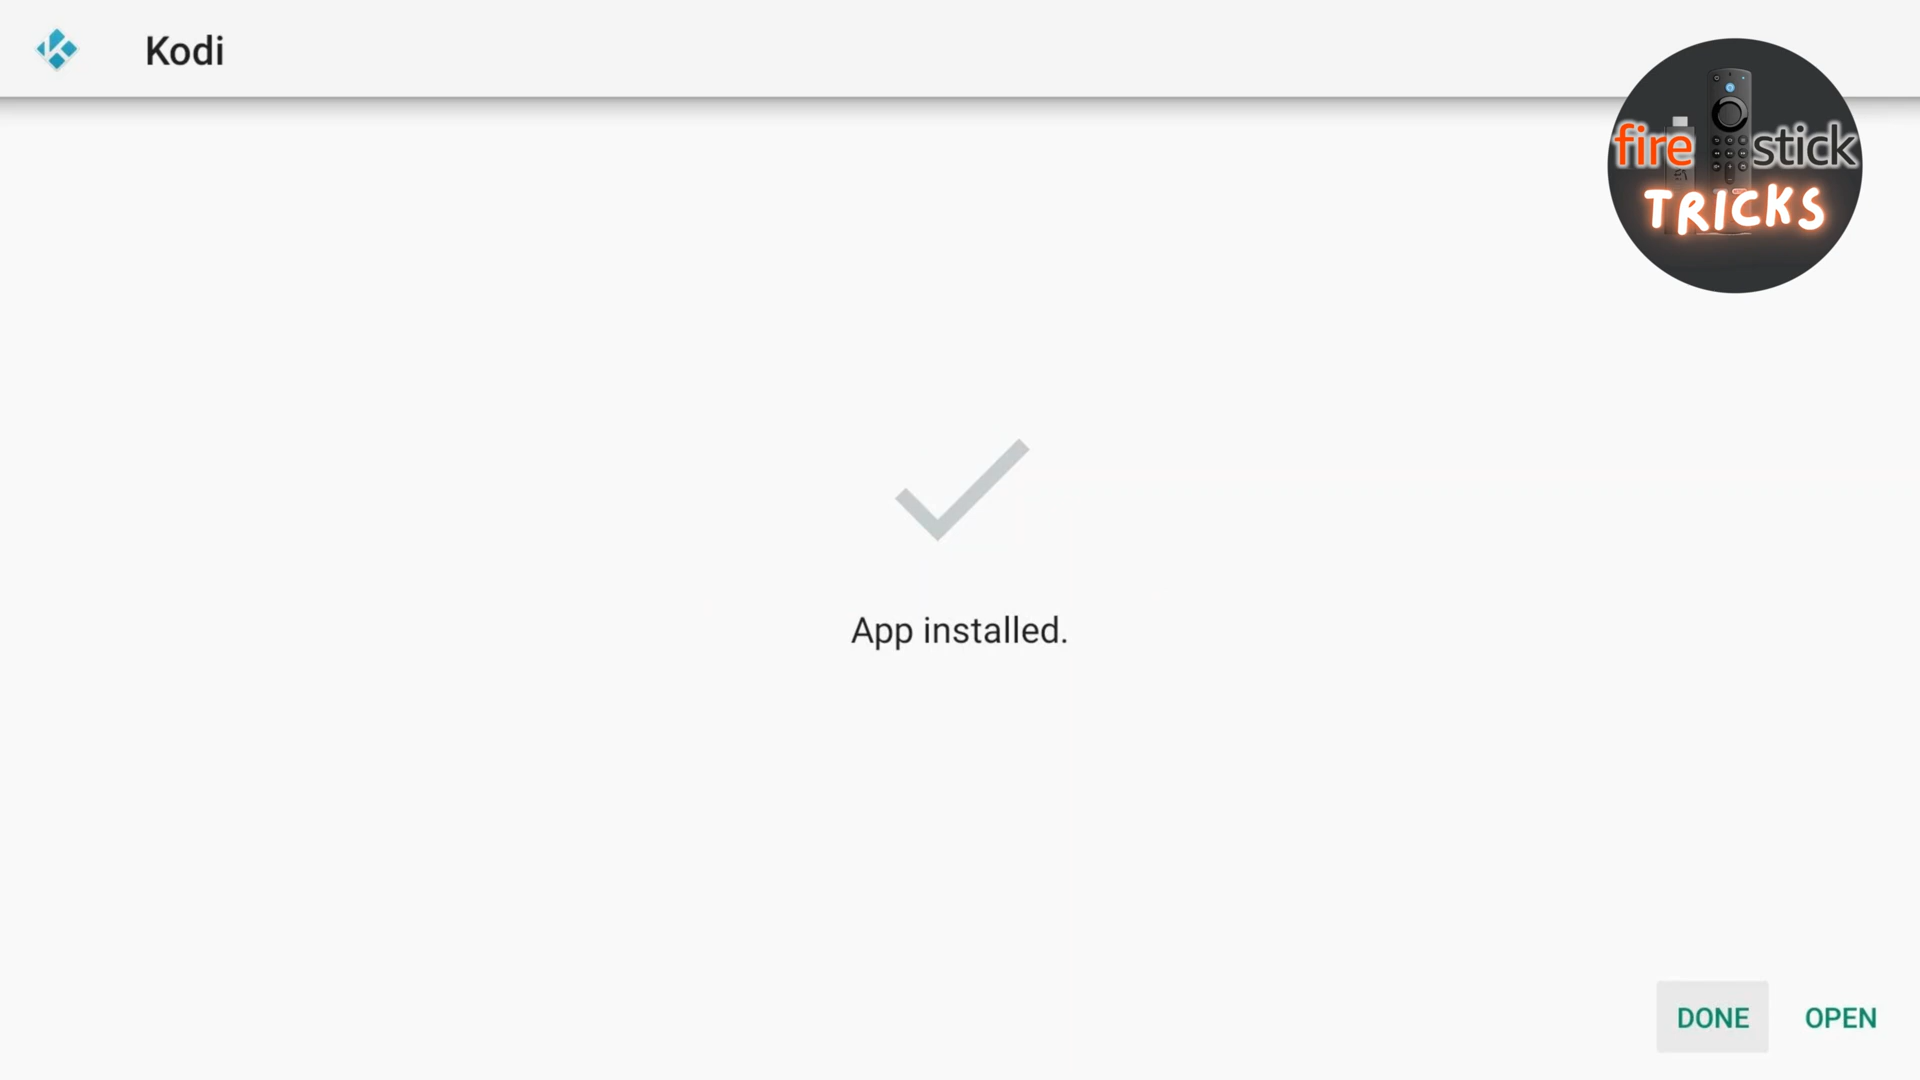 Kodi
fire stick
TRICKS
App installed.
DONE
OPEN